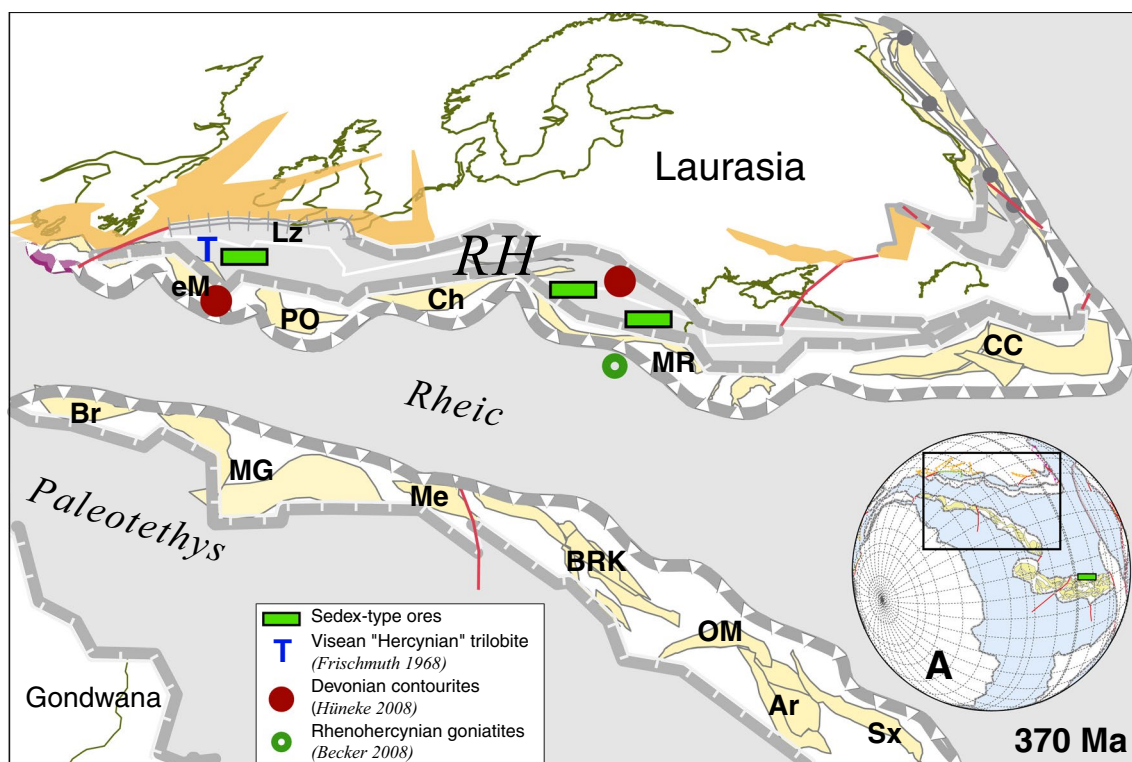 Laurasia
Lz
RH
T
eM
PO
Ch
MR
CC
Rheic
Br
MG
Me
Paleotethys
BRK
OM
Ar
Sx
Gondwana
Sedex-type ores
T Visean "Hercynian" trilobite
(Frischmuth 1968)
Devonian contourites
(Hüneke 2008)
Rhenohercynian goniatites
(Becker 2008)
A
370 Ma